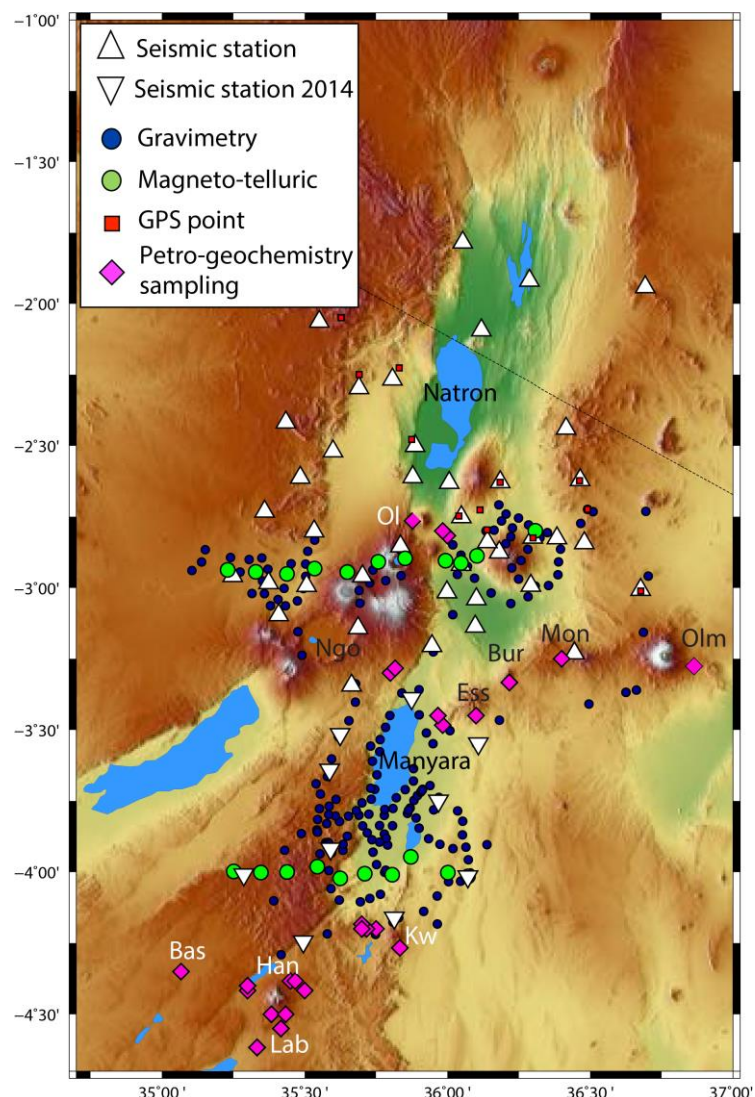 −1°00'
Seismic station
Seismic station 2014
−1°30'
Gravimetry
Magneto-telluric
GPS point
Petro-geochemistry
sampling
−2°00'
Natron
−2°30'
Ol
−3°00'
Ngo
Bur
Mon
Olm
Ess
−3°30'
Manyara
−4°00'
Kw
Bas
Han
−4°30'
Lab
35°00'
35°30'
36°00'
36°30'
37°00'